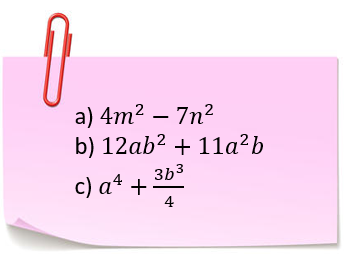 a) 4m² − 7n²
b) 12ab² + 11a²b
c) a⁴ + 3b³/4